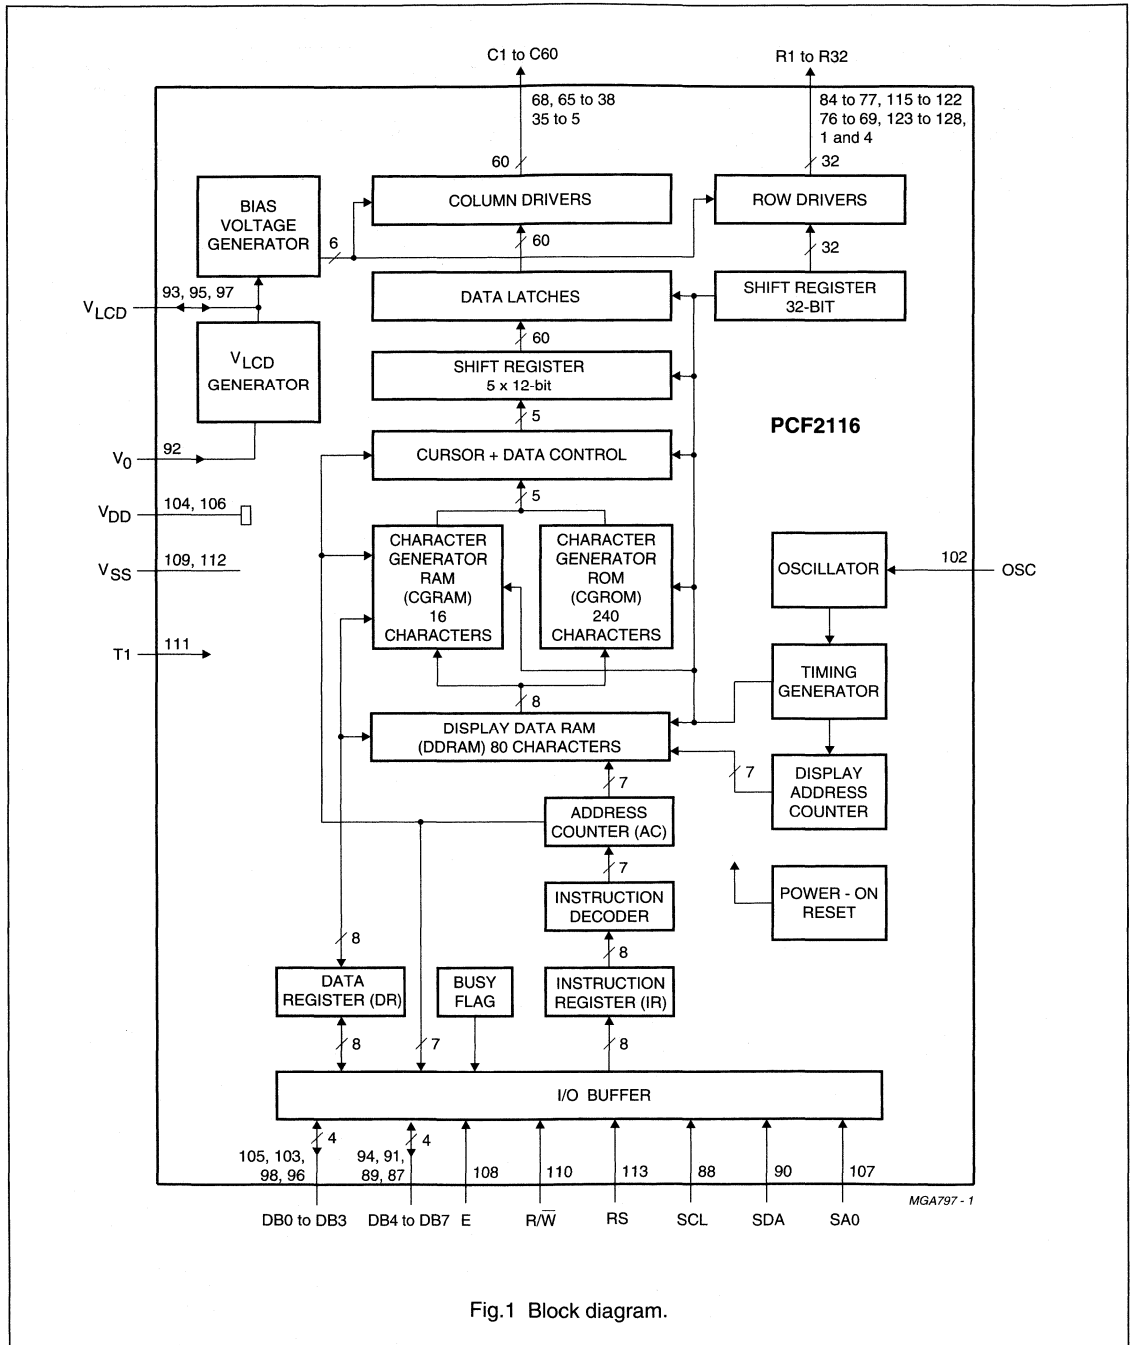 C1 to C60
R1 to R32
68, 65 to 38
35 to 5
84 to 77, 115 to 122
76 to 69, 123 to 128,
1 and 4
60
32
BIAS
VOLTAGE
GENERATOR
COLUMN DRIVERS
ROW DRIVERS
6
60
32
93, 95, 97
VLCD
DATA LATCHES
SHIFT REGISTER
32-BIT
60
VLCD
GENERATOR
SHIFT REGISTER
5 x 12-bit
5
PCF2116
92
V0
CURSOR + DATA CONTROL
5
104, 106
VDD
109, 112
VSS
CHARACTER
GENERATOR
RAM
(CGRAM)
16
CHARACTERS
CHARACTER
GENERATOR
ROM
(CGROM)
240
CHARACTERS
OSCILLATOR
102
OSC
111
T1
TIMING
GENERATOR
8
DISPLAY DATA RAM
(DDRAM) 80 CHARACTERS
7
7
DISPLAY
ADDRESS
COUNTER
ADDRESS
COUNTER (AC)
7
INSTRUCTION
DECODER
POWER - ON
RESET
8
8
DATA
REGISTER (DR)
BUSY
FLAG
INSTRUCTION
REGISTER (IR)
8
7
8
I/O BUFFER
4
4
105, 103,
98, 96
94, 91,
89, 87
108
110
113
88
90
107
MGA797 - 1
DB0 to DB3
DB4 to DB7
E
R/W̅
RS
SCL
SDA
SA0
Fig.1 Block diagram.